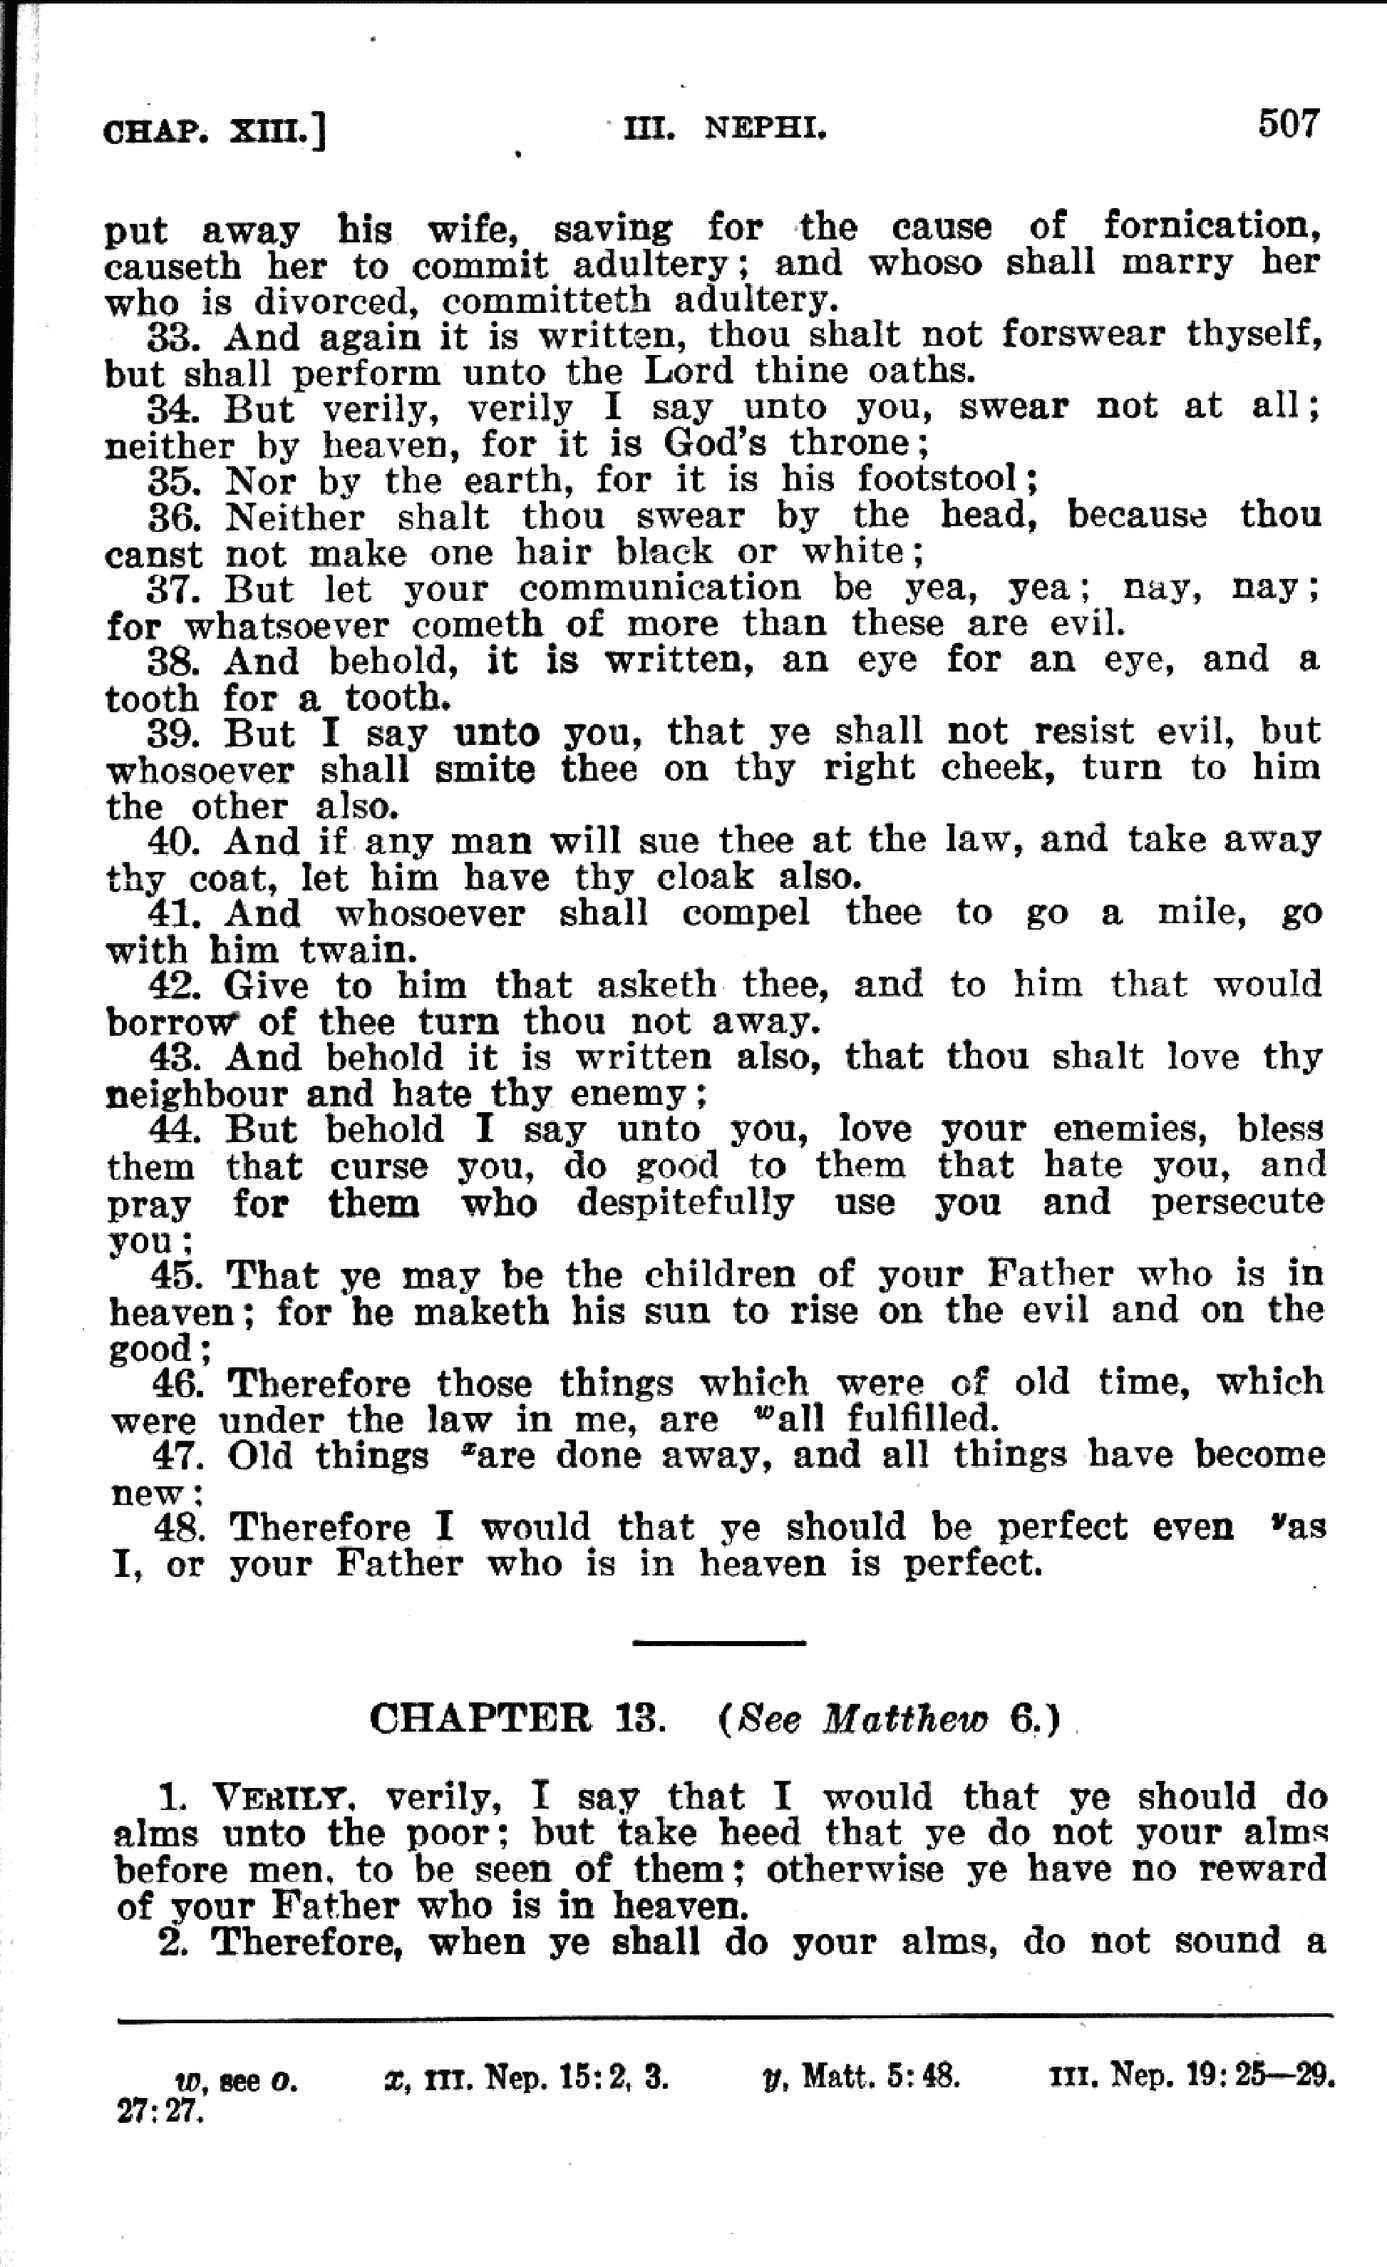 CHAP. XIII.] III. NEPHI. 507
put away his wife, saving for the cause of fornication,
causeth her to commit adultery; and whoso shall marry her
who is divorced, committeth adultery.
33. And again it is written, thou shalt not forswear thyself,
but shall perform unto the Lord thine oaths.
34. But verily, verily I say unto you, swear not at all;
neither by heaven, for it is God's throne;
35. Nor by the earth, for it is his footstool;
36. Neither shalt thou swear by the head, because thou
canst not make one hair black or white;
37. But let your communication be yea, yea; nay, nay;
for whatsoever cometh of more than these are evil.
38. And behold, it is written, an eye for an eye, and a
tooth for a tooth.
39. But I say unto you, that ye shall not resist evil, but
whosoever shall smite thee on thy right cheek, turn to him
the other also.
40. And if any man will sue thee at the law, and take away
thy coat, let him have thy cloak also.
41. And whosoever shall compel thee to go a mile, go
with him twain.
42. Give to him that asketh thee, and to him that would
borrow of thee turn thou not away.
43. And behold it is written also, that thou shalt love thy
neighbour and hate thy enemy;
44. But behold I say unto you, love your enemies, bless
them that curse you, do good to them that hate you, and
pray for them who despitefully use you and persecute
you;
45. That ye may be the children of your Father who is in
heaven; for he maketh his sun to rise on the evil and on the
good;
46. Therefore those things which were of old time, which
were under the law in me, are ʷall fulfilled.
47. Old things ˣare done away, and all things have become
new;
48. Therefore I would that ye should be perfect even ʸas
I, or your Father who is in heaven is perfect.
CHAPTER 13. (See Matthew 6.)
1. VERILY, verily, I say that I would that ye should do
alms unto the poor; but take heed that ye do not your alms
before men, to be seen of them; otherwise ye have no reward
of your Father who is in heaven.
2. Therefore, when ye shall do your alms, do not sound a
w, see o. x, III. Nep. 15:2, 3. y, Matt. 5:48. III. Nep. 19:25—29.
27:27.